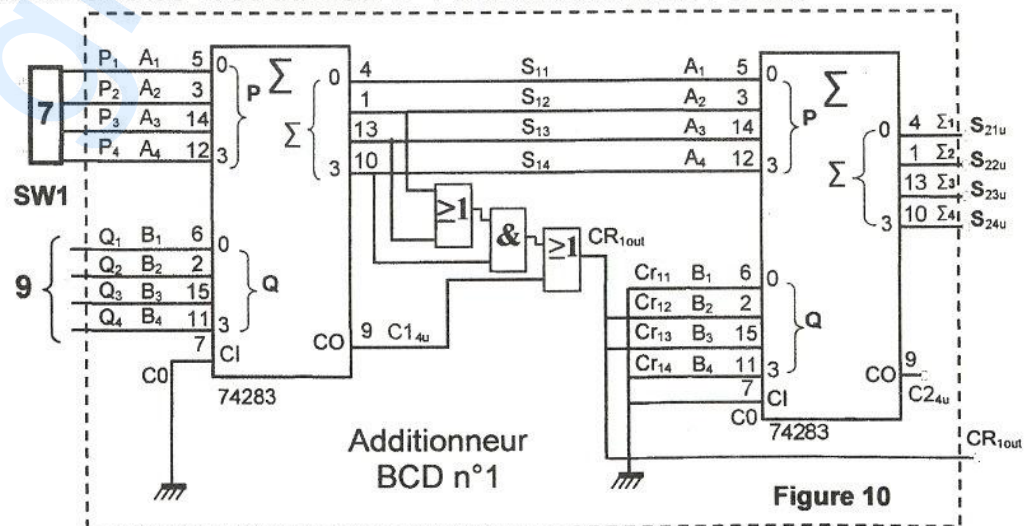 P₁ A₁ 5 0 Σ 0 4 S₁₁ A₁ 5 0 Σ
P₂ A₂ 3 P 1 S₁₂ A₂ 3 P 0 4 Σ1 S₂₁ᵤ
7 P₃ A₃ 14 Σ 13 S₁₃ A₃ 14 Σ 1 Σ2 S₂₂ᵤ
P₄ A₄ 12 3 3 10 S₁₄ A₄ 12 3 13 Σ3 S₂₃ᵤ
SW1 ≥1 3 10 Σ4 S₂₄ᵤ
& ≥1 CR₁out
Q₁ B₁ 6 0 Cr₁₁ B₁ 6 0
9 Q₂ B₂ 2 Q Cr₁₂ B₂ 2 Q
Q₃ B₃ 15 Cr₁₃ B₃ 15
Q₄ B₄ 11 3 CO 9 C1₄ᵤ Cr₁₄ B₄ 11 3 CO 9
7 CI 7 CI C2₄ᵤ
C0 C0
74283 74283
CR₁out
Additionneur
BCD n°1
Figure 10